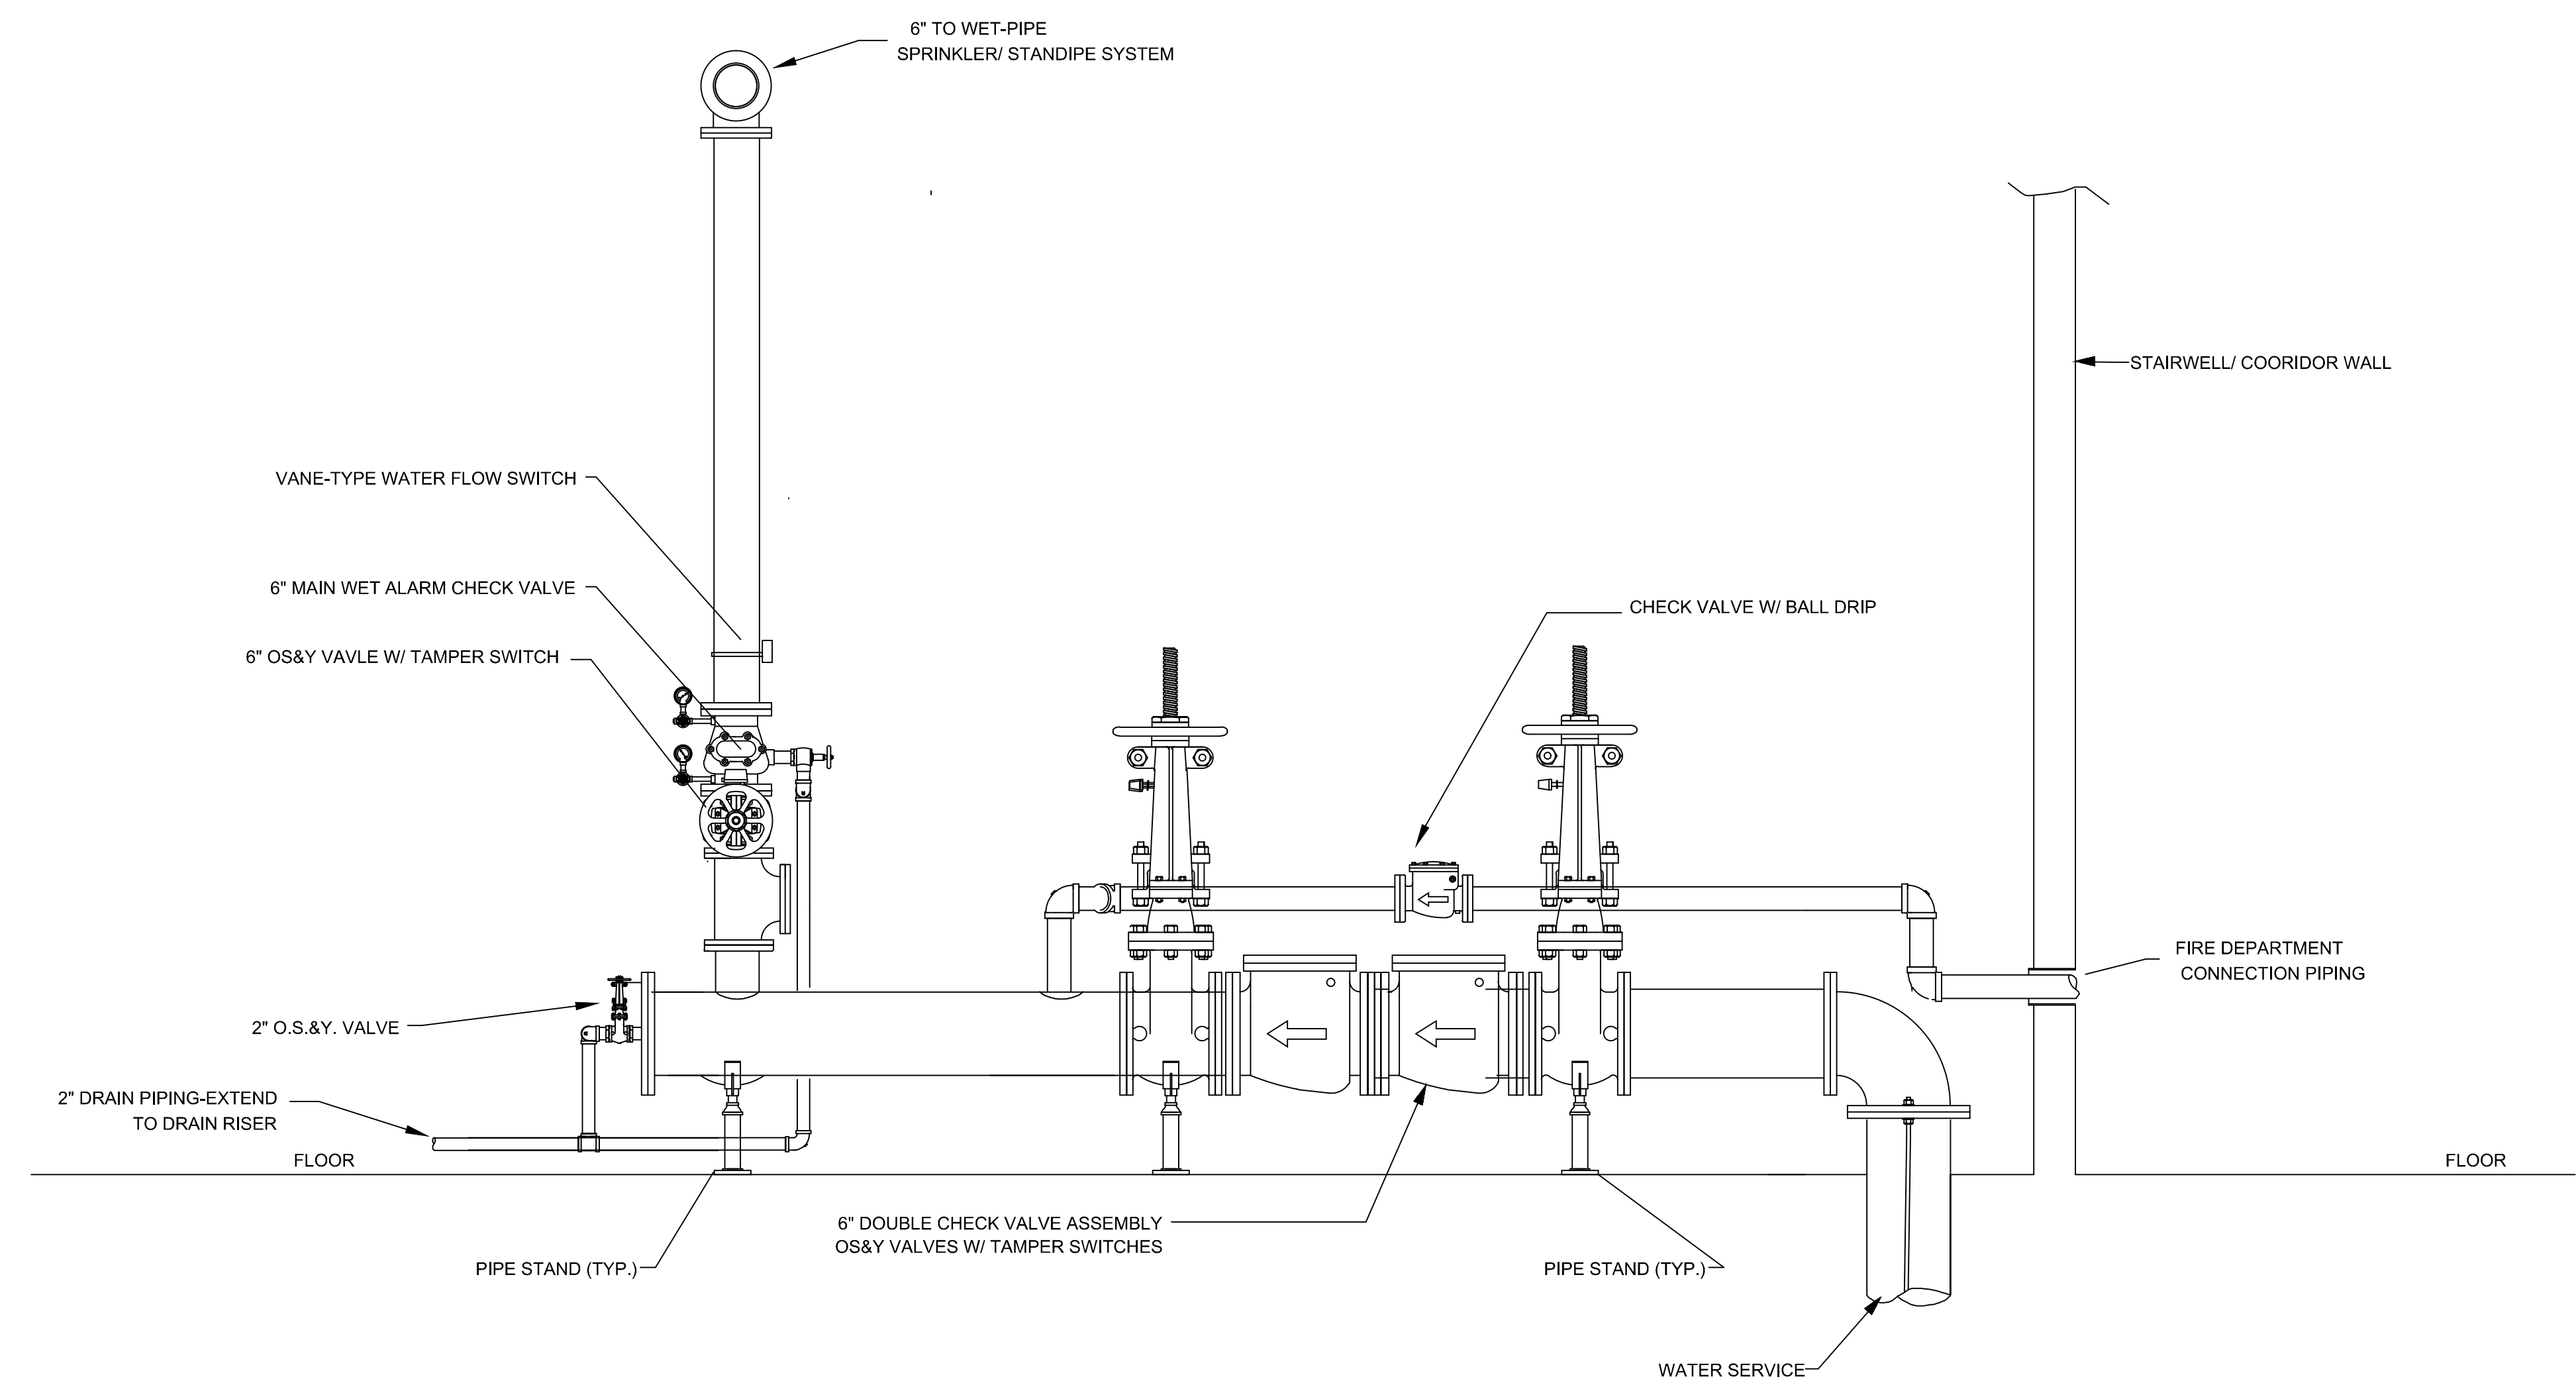 6" TO WET-PIPE
SPRINKLER/ STANDIPE SYSTEM
STAIRWELL/ COORIDOR WALL
VANE-TYPE WATER FLOW SWITCH
6" MAIN WET ALARM CHECK VALVE
CHECK VALVE W/ BALL DRIP
6" OS&Y VAVLE W/ TAMPER SWITCH
FIRE DEPARTMENT
CONNECTION PIPING
2" O.S.&Y. VALVE
2" DRAIN PIPING-EXTEND
TO DRAIN RISER
FLOOR
FLOOR
6" DOUBLE CHECK VALVE ASSEMBLY
OS&Y VALVES W/ TAMPER SWITCHES
PIPE STAND (TYP.)
PIPE STAND (TYP.)
WATER SERVICE